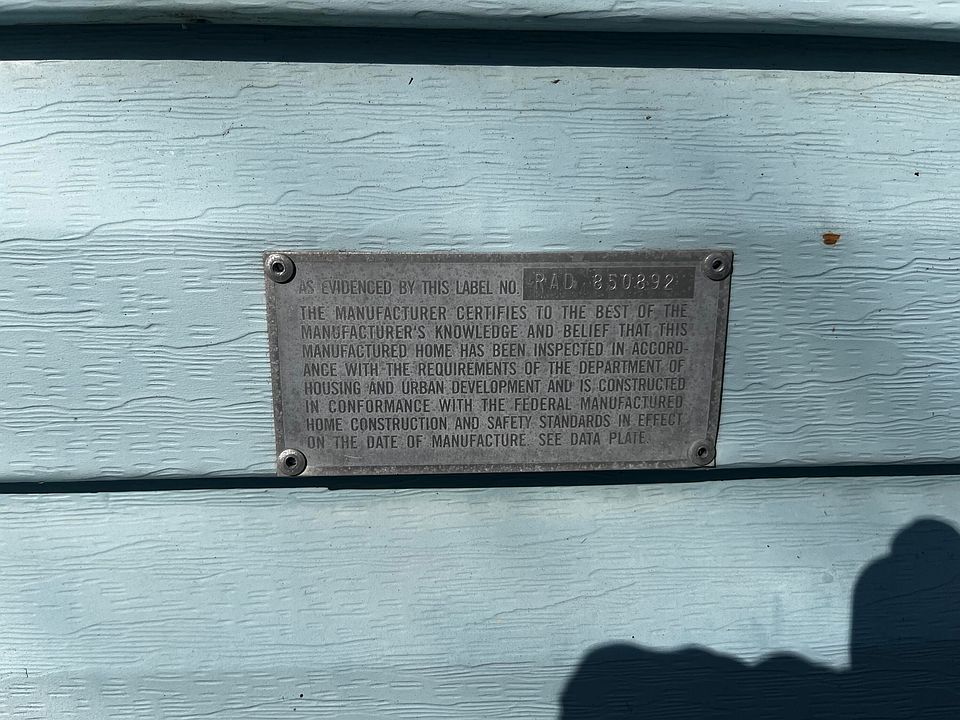 AS EVIDENCED BY THIS LABEL NO. RAD 850892
THE MANUFACTURER CERTIFIES TO THE BEST OF THE
MANUFACTURER'S KNOWLEDGE AND BELIEF THAT THIS
MANUFACTURED HOME HAS BEEN INSPECTED IN ACCORD-
ANCE WITH THE REQUIREMENTS OF THE DEPARTMENT OF
HOUSING AND URBAN DEVELOPMENT AND IS CONSTRUCTED
IN CONFORMANCE WITH THE FEDERAL MANUFACTURED
HOME CONSTRUCTION AND SAFETY STANDARDS IN EFFECT
ON THE DATE OF MANUFACTURE. SEE DATA PLATE.